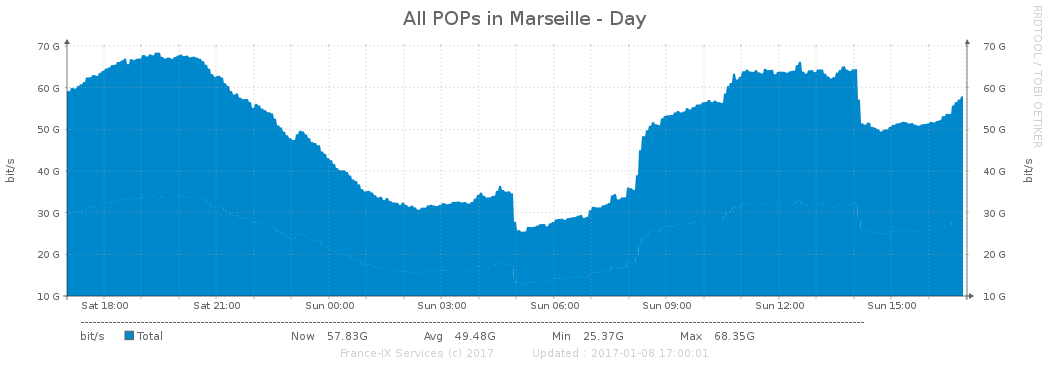 All POPs in Marseille - Day
RRDTOOL / TOBI OETIKER
70 G 70 G
60 G 60 G
50 G 50 G
40 G 40 G
30 G 30 G
20 G 20 G
10 G 10 G
bit/s
bit/s
Sat 18:00 Sat 21:00 Sun 00:00 Sun 03:00 Sun 06:00 Sun 09:00 Sun 12:00 Sun 15:00
bit/s Total Now 57.83G Avg 49.48G Min 25.37G Max 68.35G
France-IX Services (c) 2017 Updated : 2017-01-08 17:00:01